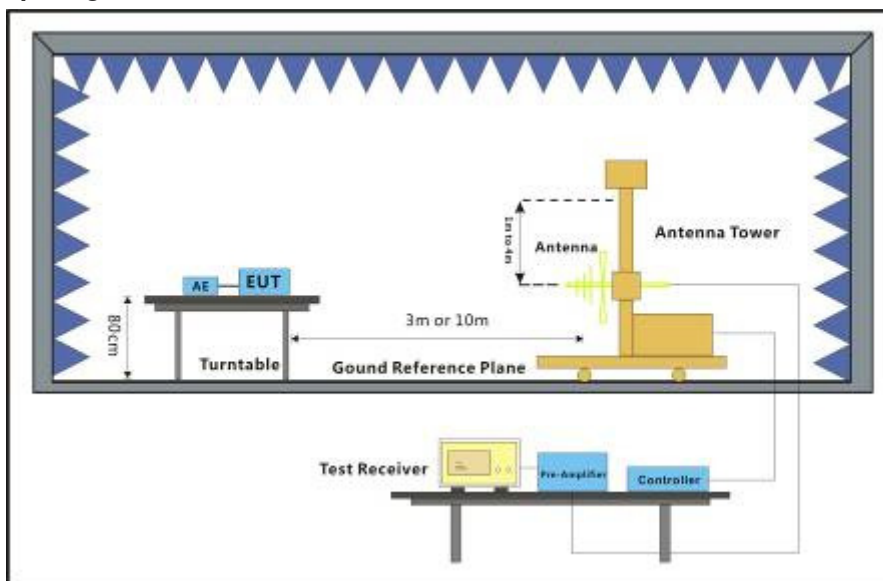 1m to 4m
Antenna
Antenna Tower
AE
EUT
80cm
3m or 10m
Turntable
Gound Reference Plane
Test Receiver
Pre-Amplifier
Controller